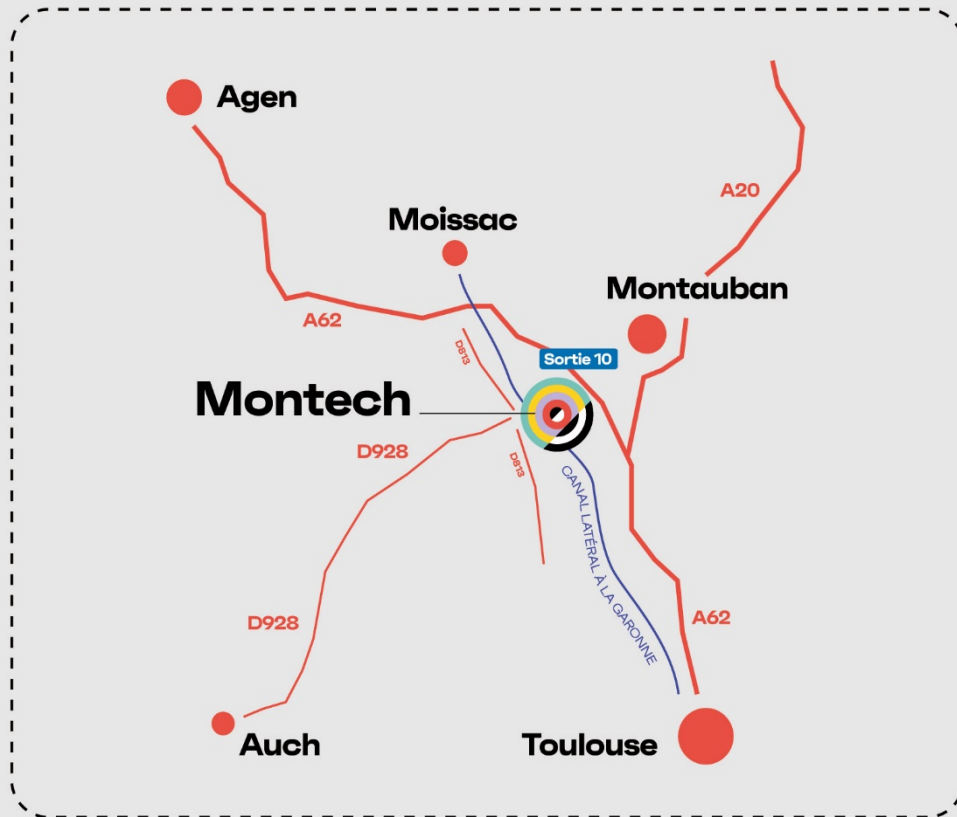 Agen
A20
Moissac
Montauban
A62
D813
Sortie 10
Montech
D928
D813
CANAL LATÉRAL À LA GARONNE
D928
A62
Auch
Toulouse